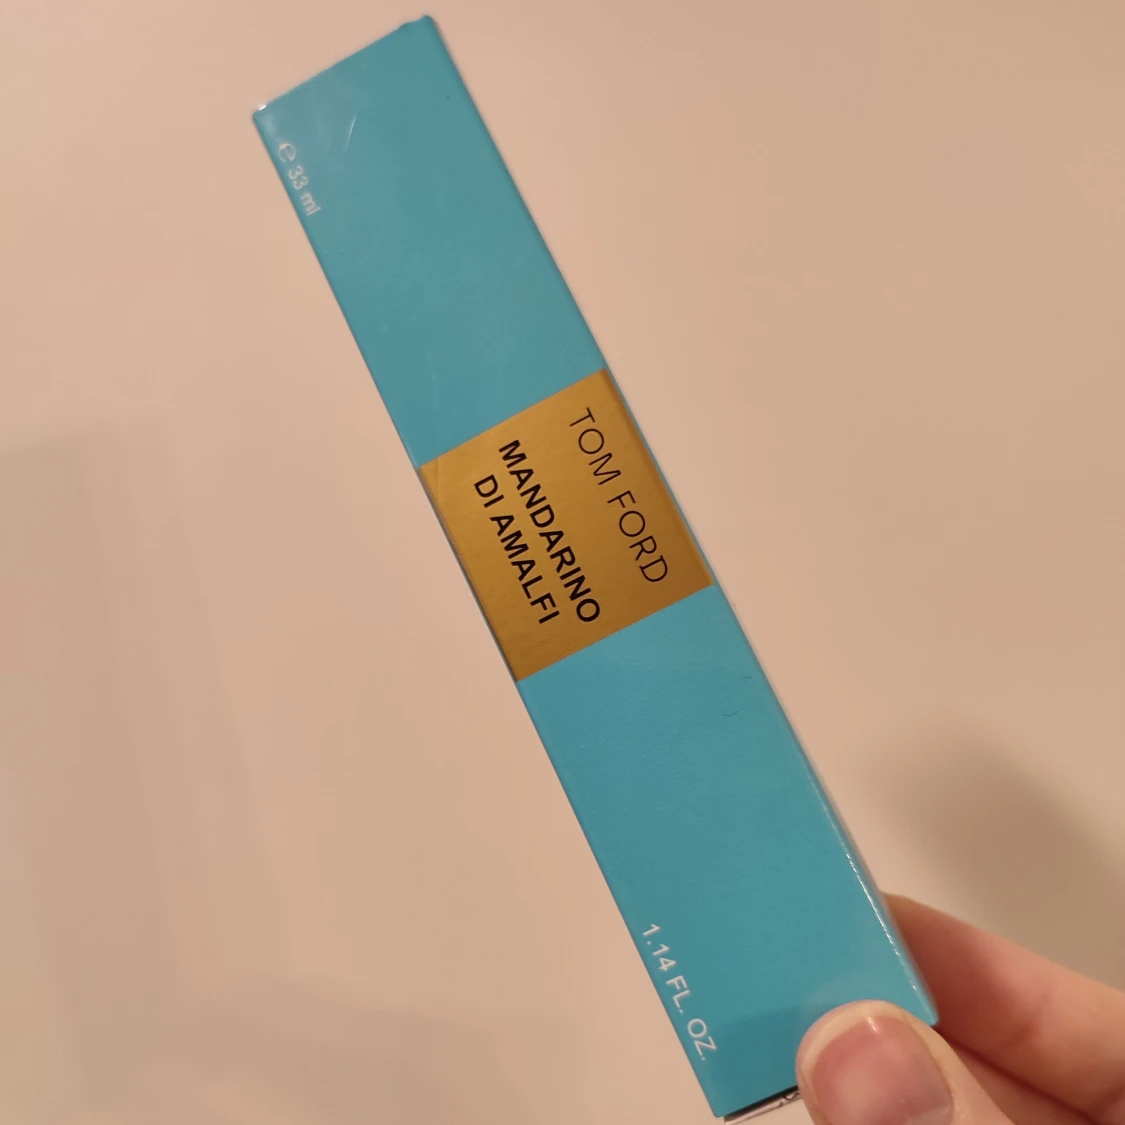 ℮ 33 ml
TOM FORD
MANDARINO
DI AMALFI
1.14 FL. OZ.